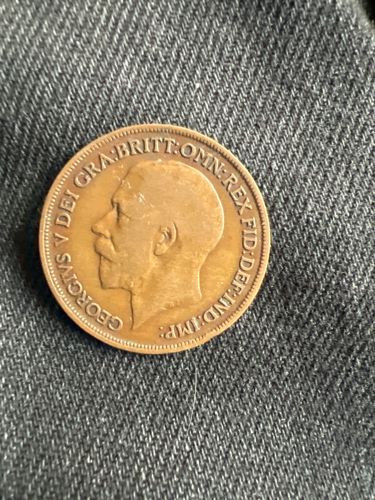 GEORGIVS V DEI GRA:BRITT:OMN:REX FID:DEF:IND:IMP: